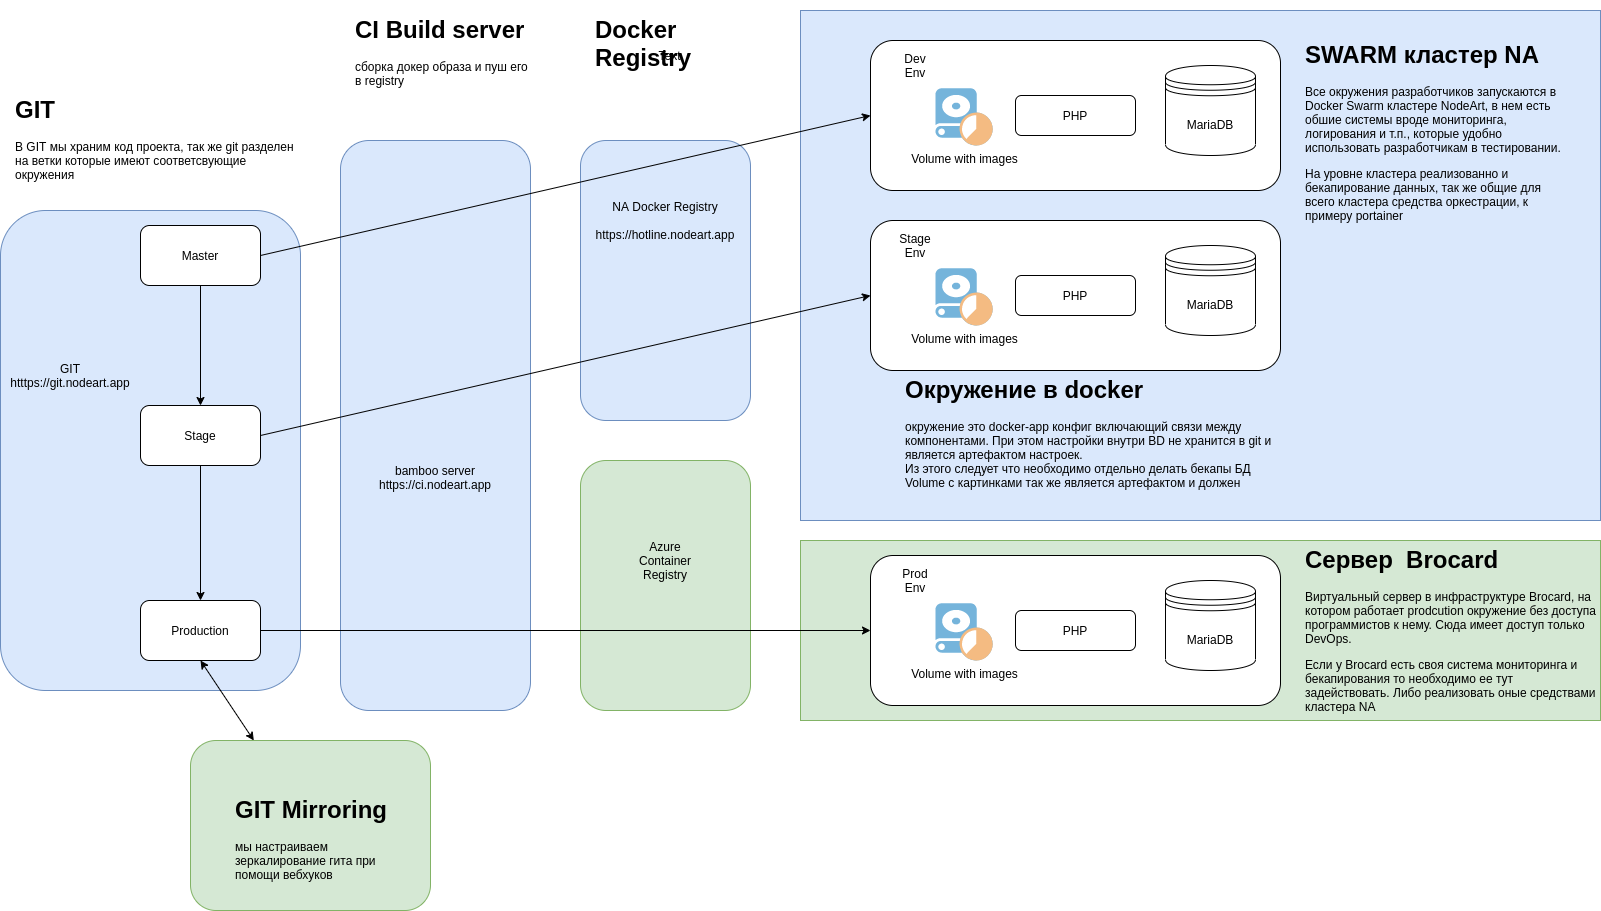 GIT
В GIT мы храним код проекта, так же git разделен
на ветки которые имеют соответсвующие
окружения
Master
GIT
htttps://git.nodeart.app
Stage
Production
GIT Mirroring
мы настраиваем
зеркалирование гита при
помощи вебхуков
CI Build server
сборка докер образа и пуш его
в registry
bamboo server
https://ci.nodeart.app
Docker
Registry
Text
NA Docker Registry
https://hotline.nodeart.app
Azure
Container
Registry
Dev
Env
Volume with images
PHP
MariaDB
Stage
Env
Volume with images
PHP
MariaDB
Окружение в docker
окружение это docker-app конфиг включающий связи между
компонентами. При этом настройки внутри BD не хранится в git и
является артефактом настроек.
Из этого следует что необходимо отдельно делать бекапы БД
Volume с картинками так же является артефактом и должен
SWARM кластер NA
Все окружения разработчиков запускаются в
Docker Swarm кластере NodeArt, в нем есть
обшие системы вроде мониторинга,
логирования и т.п., которые удобно
использовать разработчикам в тестировании.
На уровне кластера реализованно и
бекапирование данных, так же общие для
всего кластера средства оркестрации, к
примеру portainer
Prod
Env
Volume with images
PHP
MariaDB
Сервер Brocard
Виртуальный сервер в инфраструктуре Brocard, на
котором работает prodcution окружение без доступа
программистов к нему. Сюда имеет доступ только
DevOps.
Если у Brocard есть своя система мониторинга и
бекапирования то необходимо ее тут
задействовать. Либо реализовать оные средствами
кластера NA